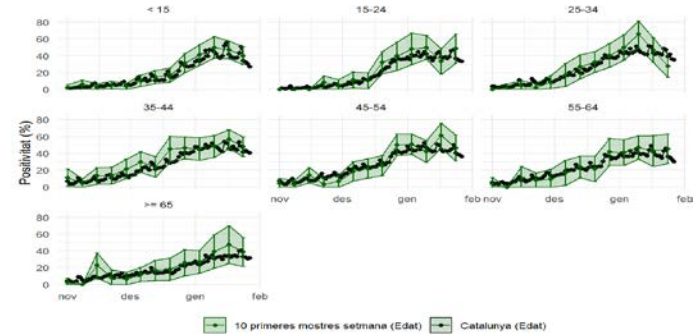 < 15
15-24
25-34
80
60
40
20
0
35-44
45-54
55-64
80
60
40
20
0
Positivitat (%)
nov
des
gen
feb
nov
des
gen
feb
>= 65
80
60
40
20
0
nov
des
gen
feb
10 primeres mostres setmana (Edat)
Catalunya (Edat)